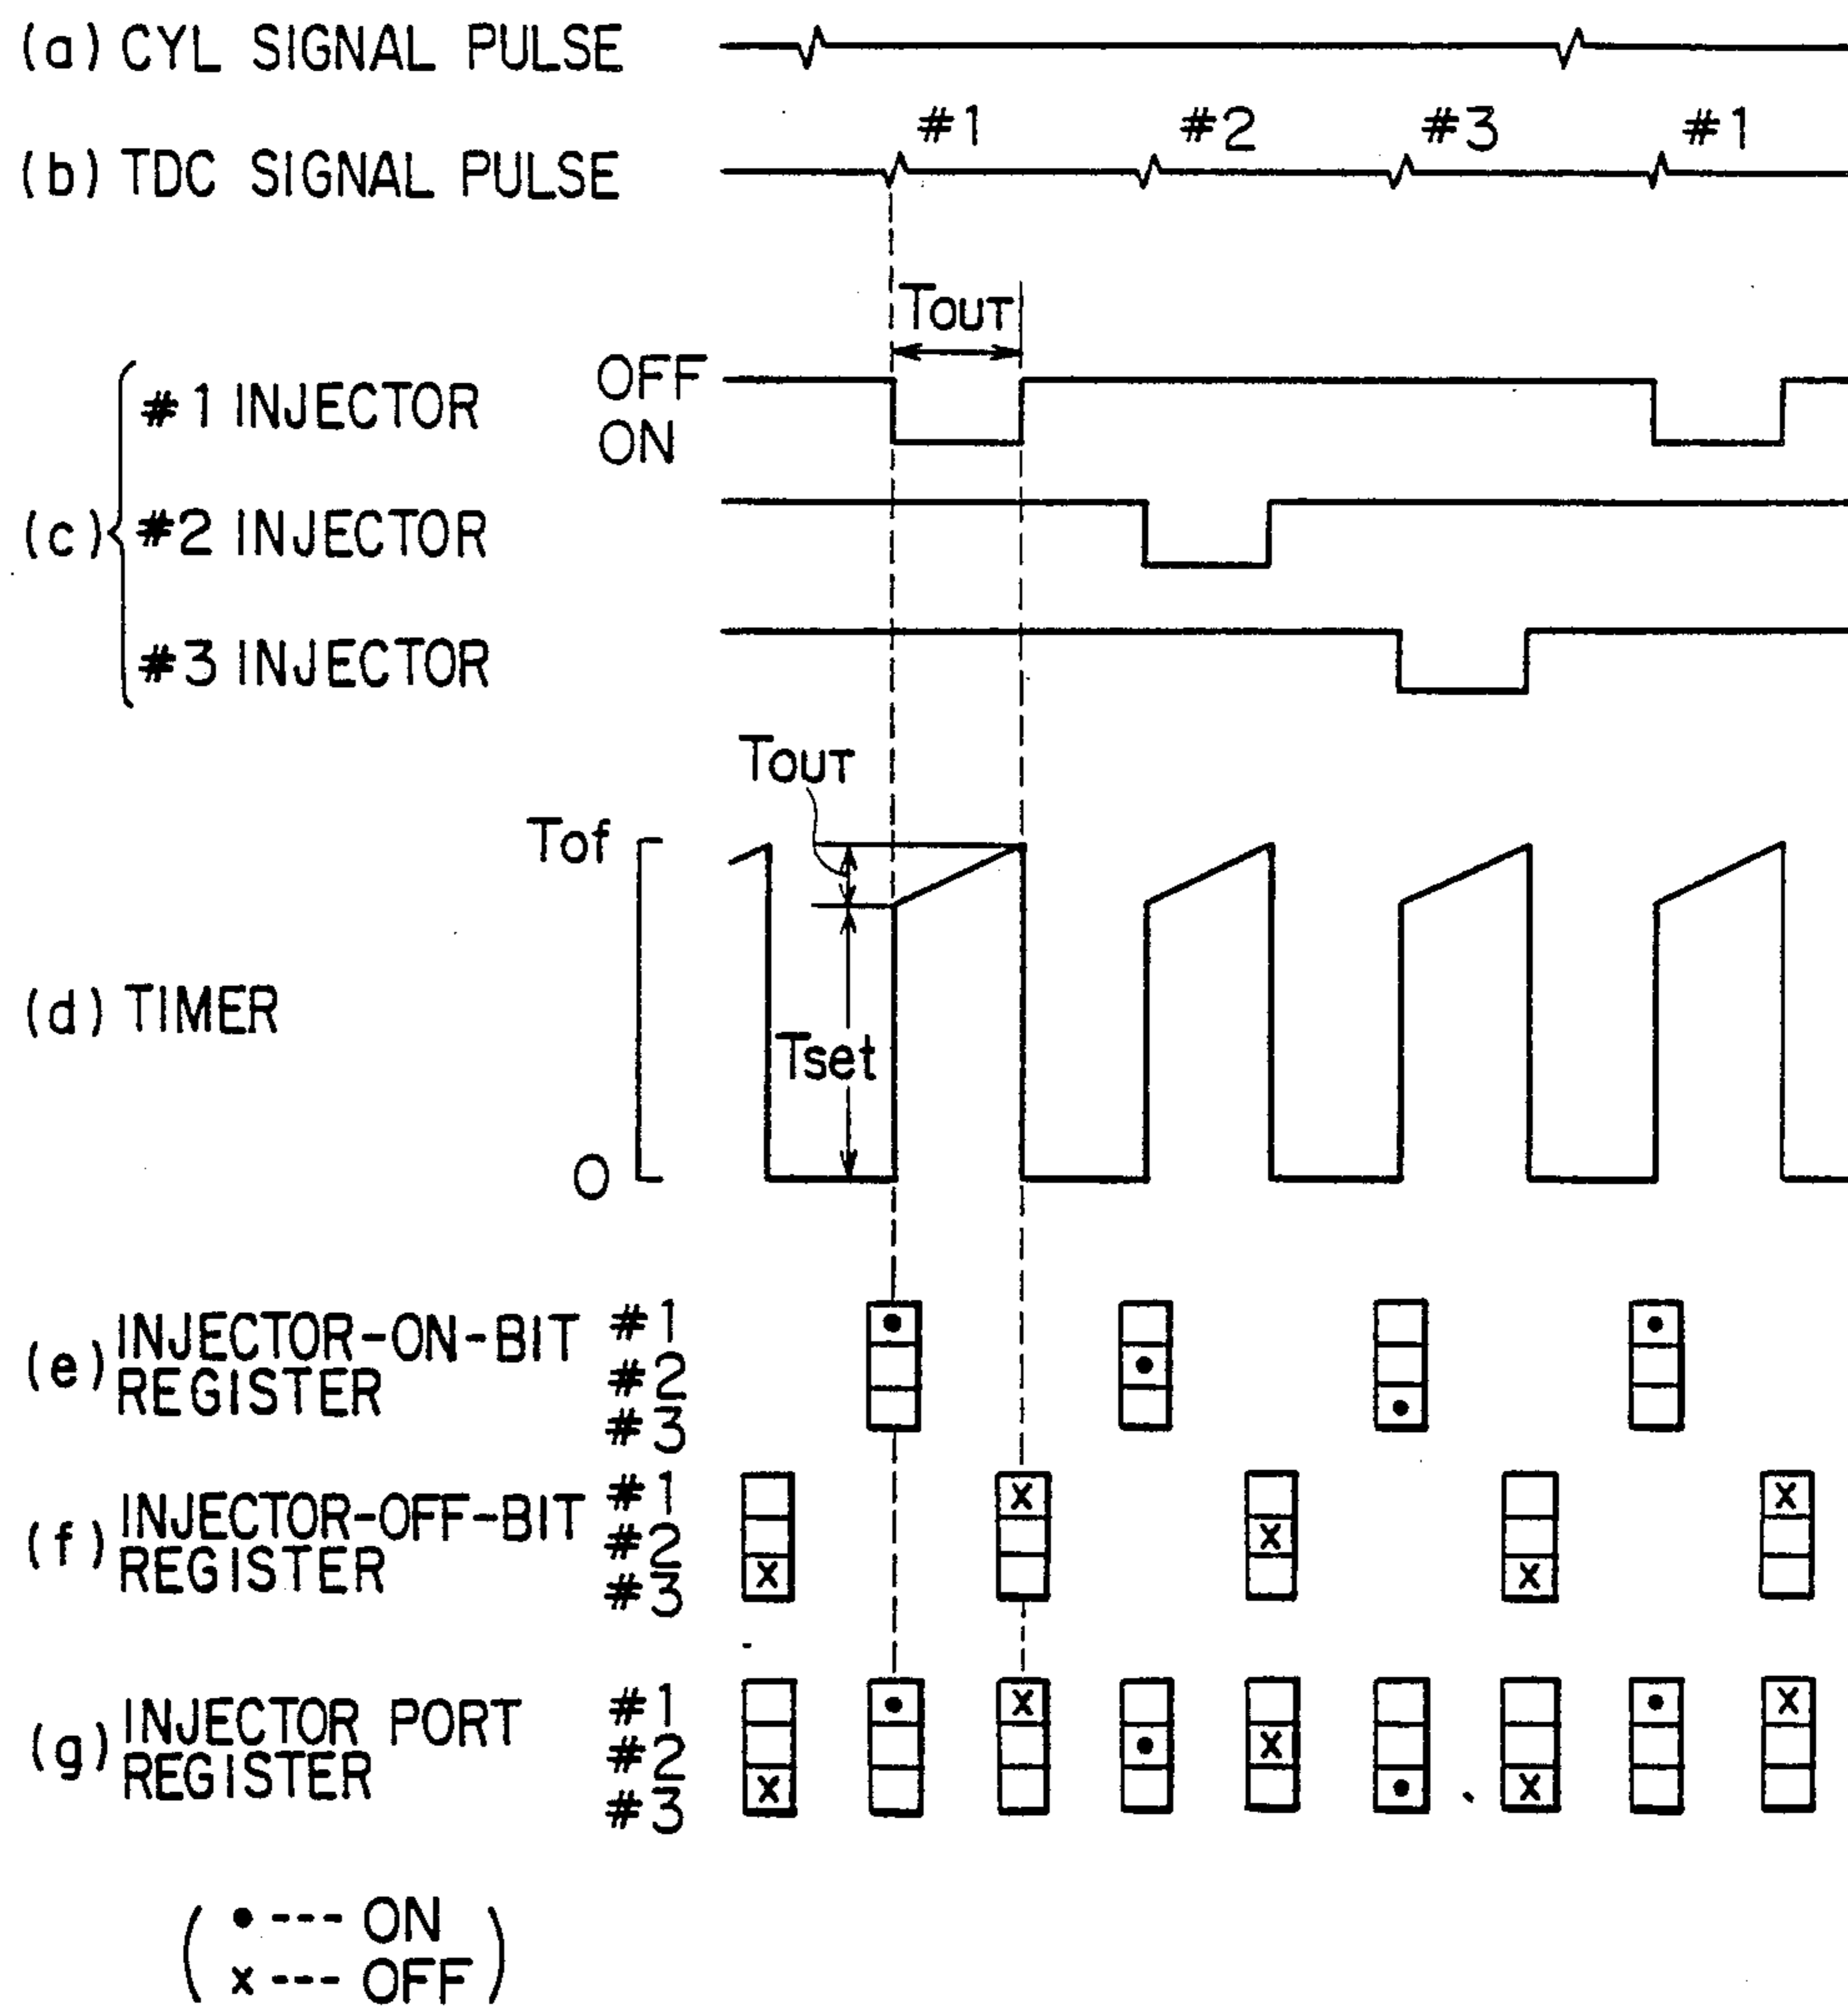 (a) CYL SIGNAL PULSE
#1 #2 #3 #1
(b) TDC SIGNAL PULSE
TOUT
(c)
#1 INJECTOR
OFF
ON
#2 INJECTOR
#3 INJECTOR
TOUT
Tof
(d) TIMER
Tset
O
(e) INJECTOR-ON-BIT
REGISTER
#1
#2
#3
(f) INJECTOR-OFF-BIT
REGISTER
#1
#2
#3
(g) INJECTOR PORT
REGISTER
#1
#2
#3
( • --- ON
x --- OFF )